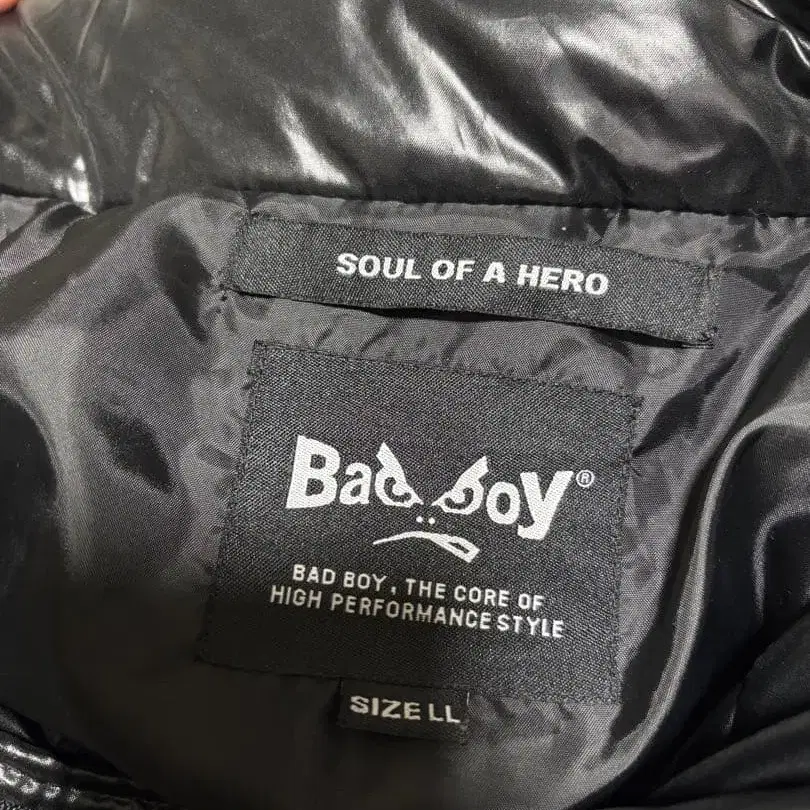 SOUL OF A HERO
Bad Boy®
BAD BOY, THE CORE OF
HIGH PERFORMANCE STYLE
SIZE LL